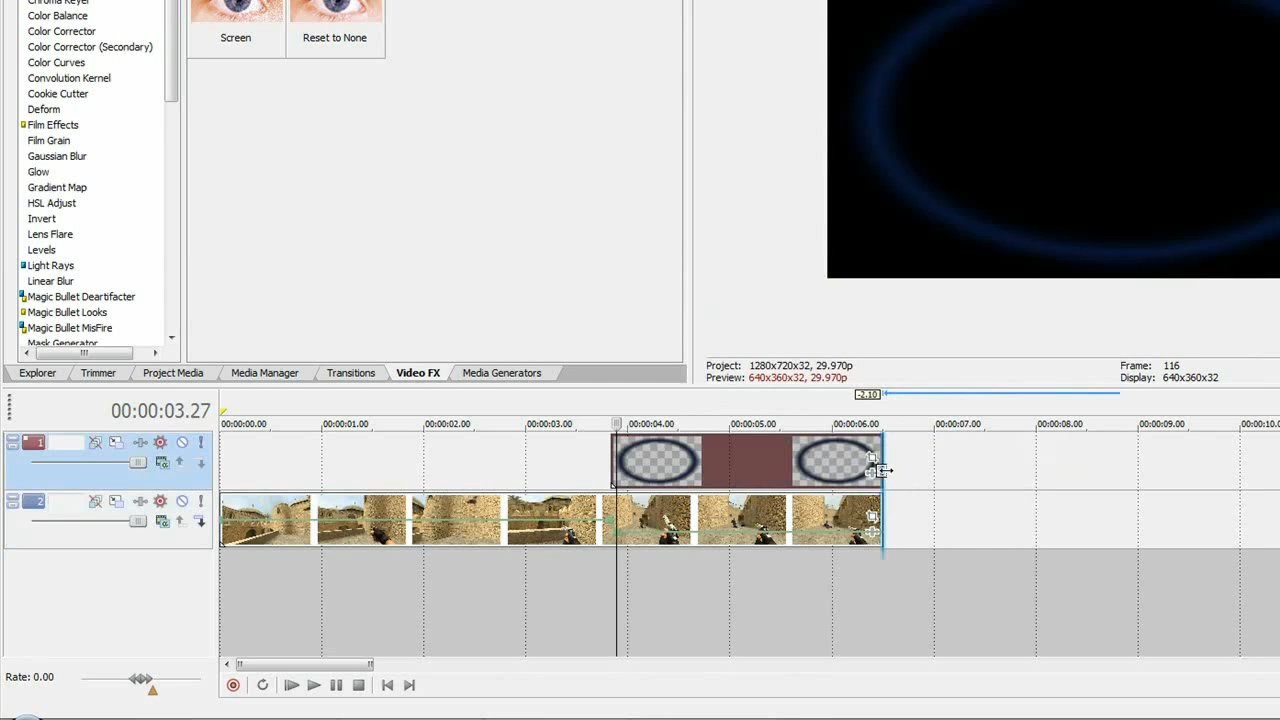 Chroma Keyer
Color Balance
Color Corrector
Color Corrector (Secondary)
Color Curves
Convolution Kernel
Cookie Cutter
Deform
Film Effects
Film Grain
Gaussian Blur
Glow
Gradient Map
HSL Adjust
Invert
Lens Flare
Levels
Light Rays
Linear Blur
Magic Bullet Deartifacter
Magic Bullet Looks
Magic Bullet MisFire
Mask Generator
Screen
Reset to None
Project: 1280x720x32, 29.970p
Preview: 640x360x32, 29.970p
Frame: 116
Display: 640x360x32
Explorer
Trimmer
Project Media
Media Manager
Transitions
Video FX
Media Generators
-2.10
00:00:03.27
00:00:00.00
00:00:01.00
00:00:02.00
00:00:03.00
00:00:04.00
00:00:05.00
00:00:06.00
00:00:07.00
00:00:08.00
00:00:09.00
00:00:10.0
1
2
Rate: 0.00